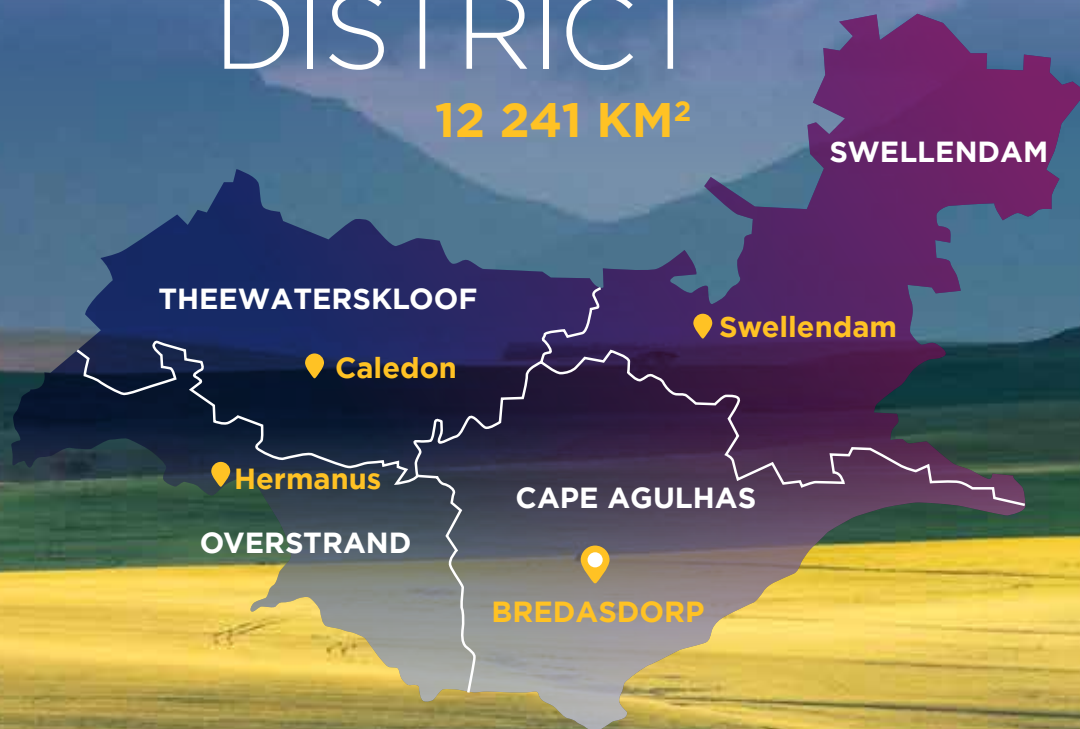 DISTRICT
12 241 KM²
SWELLENDAM
THEEWATERSKLOOF
Swellendam
Caledon
Hermanus
CAPE AGULHAS
OVERSTRAND
BREDASDORP